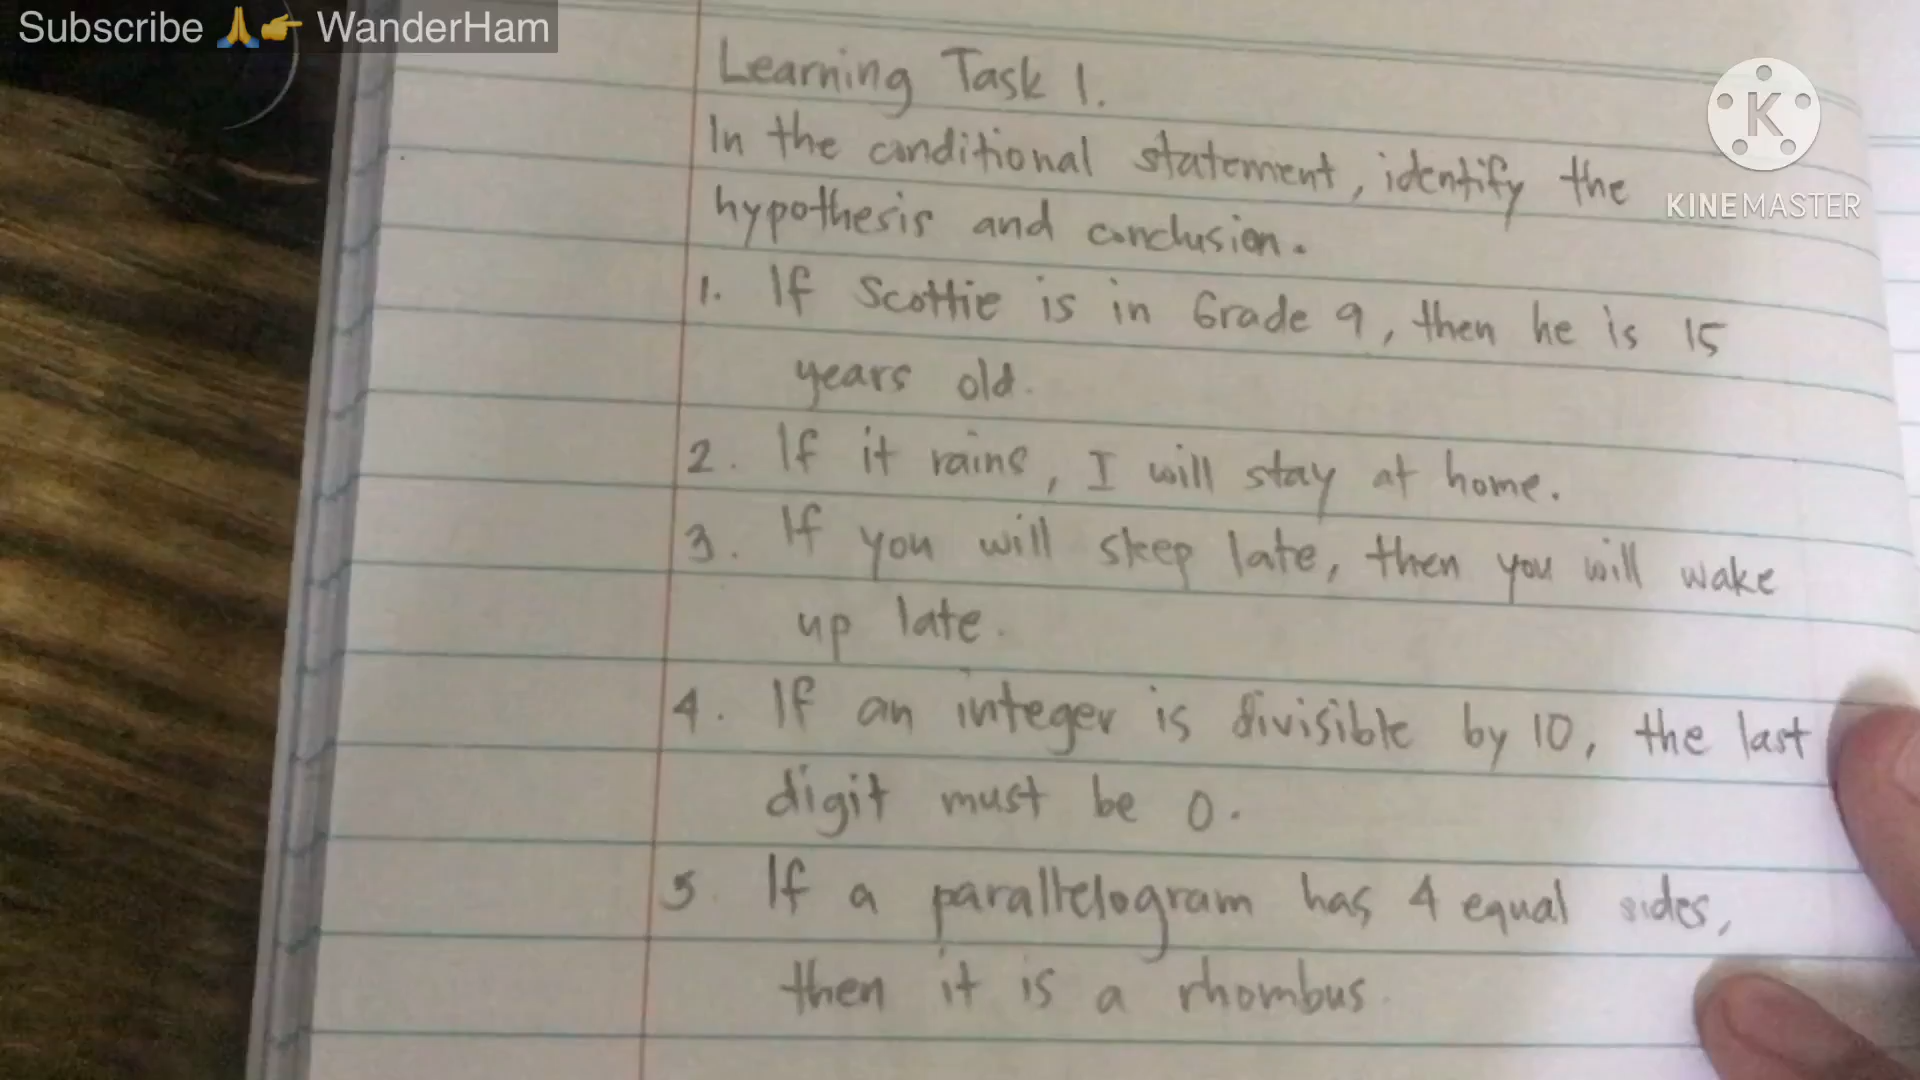 Subscribe 🙏👉 WanderHam
Learning Task 1.
In the conditional statement, identify the
hypothesis and conclusion.
1. If Scottie is in Grade 9, then he is 15
years old.
2. If it rains, I will stay at home.
3. If you will sleep late, then you will wake
up late.
4. If an integer is divisible by 10, the last
digit must be 0.
5. If a parallelogram has 4 equal sides,
then it is a rhombus.
K
KINEMASTER